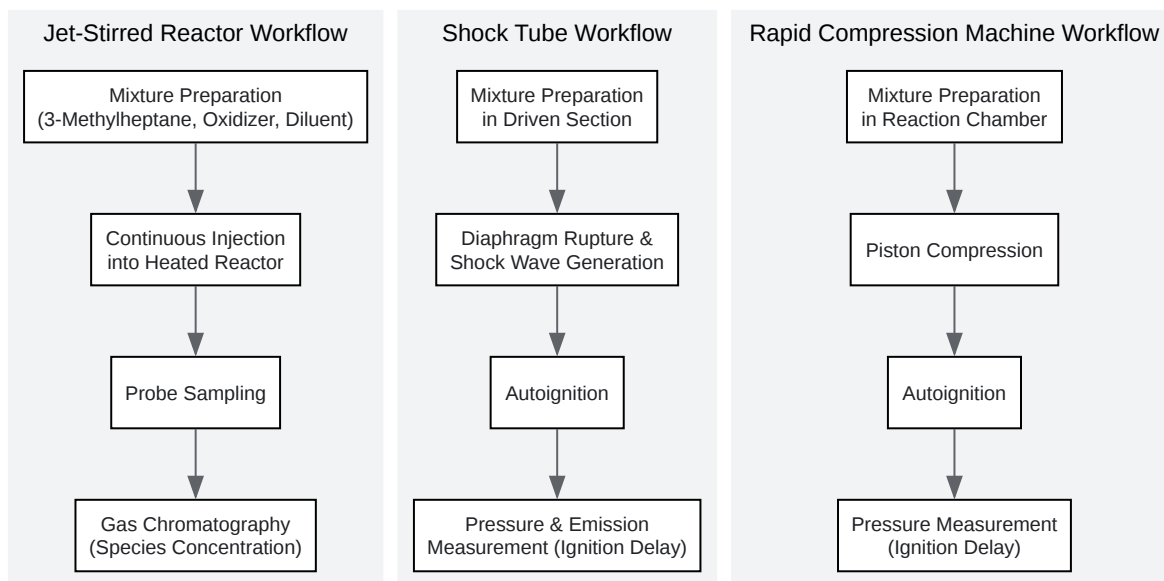 Jet-Stirred Reactor Workflow
Mixture Preparation
(3-Methylheptane, Oxidizer, Diluent)
Continuous Injection
into Heated Reactor
Probe Sampling
Gas Chromatography
(Species Concentration)
Shock Tube Workflow
Mixture Preparation
in Driven Section
Diaphragm Rupture &
Shock Wave Generation
Autoignition
Pressure & Emission
Measurement (Ignition Delay)
Rapid Compression Machine Workflow
Mixture Preparation
in Reaction Chamber
Piston Compression
Autoignition
Pressure Measurement
(Ignition Delay)